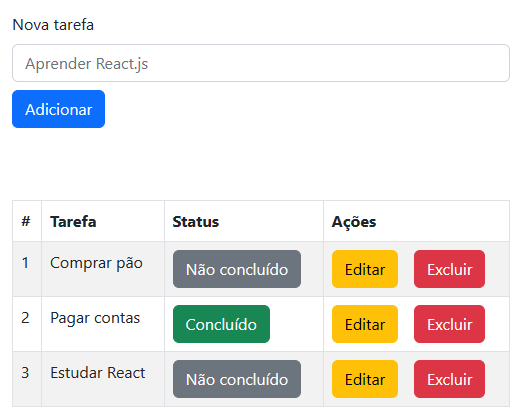 Nova tarefa
Aprender React.js
Adicionar
# Tarefa Status Ações
1 Comprar pão Não concluído Editar Excluir
2 Pagar contas Concluído Editar Excluir
3 Estudar React Não concluído Editar Excluir